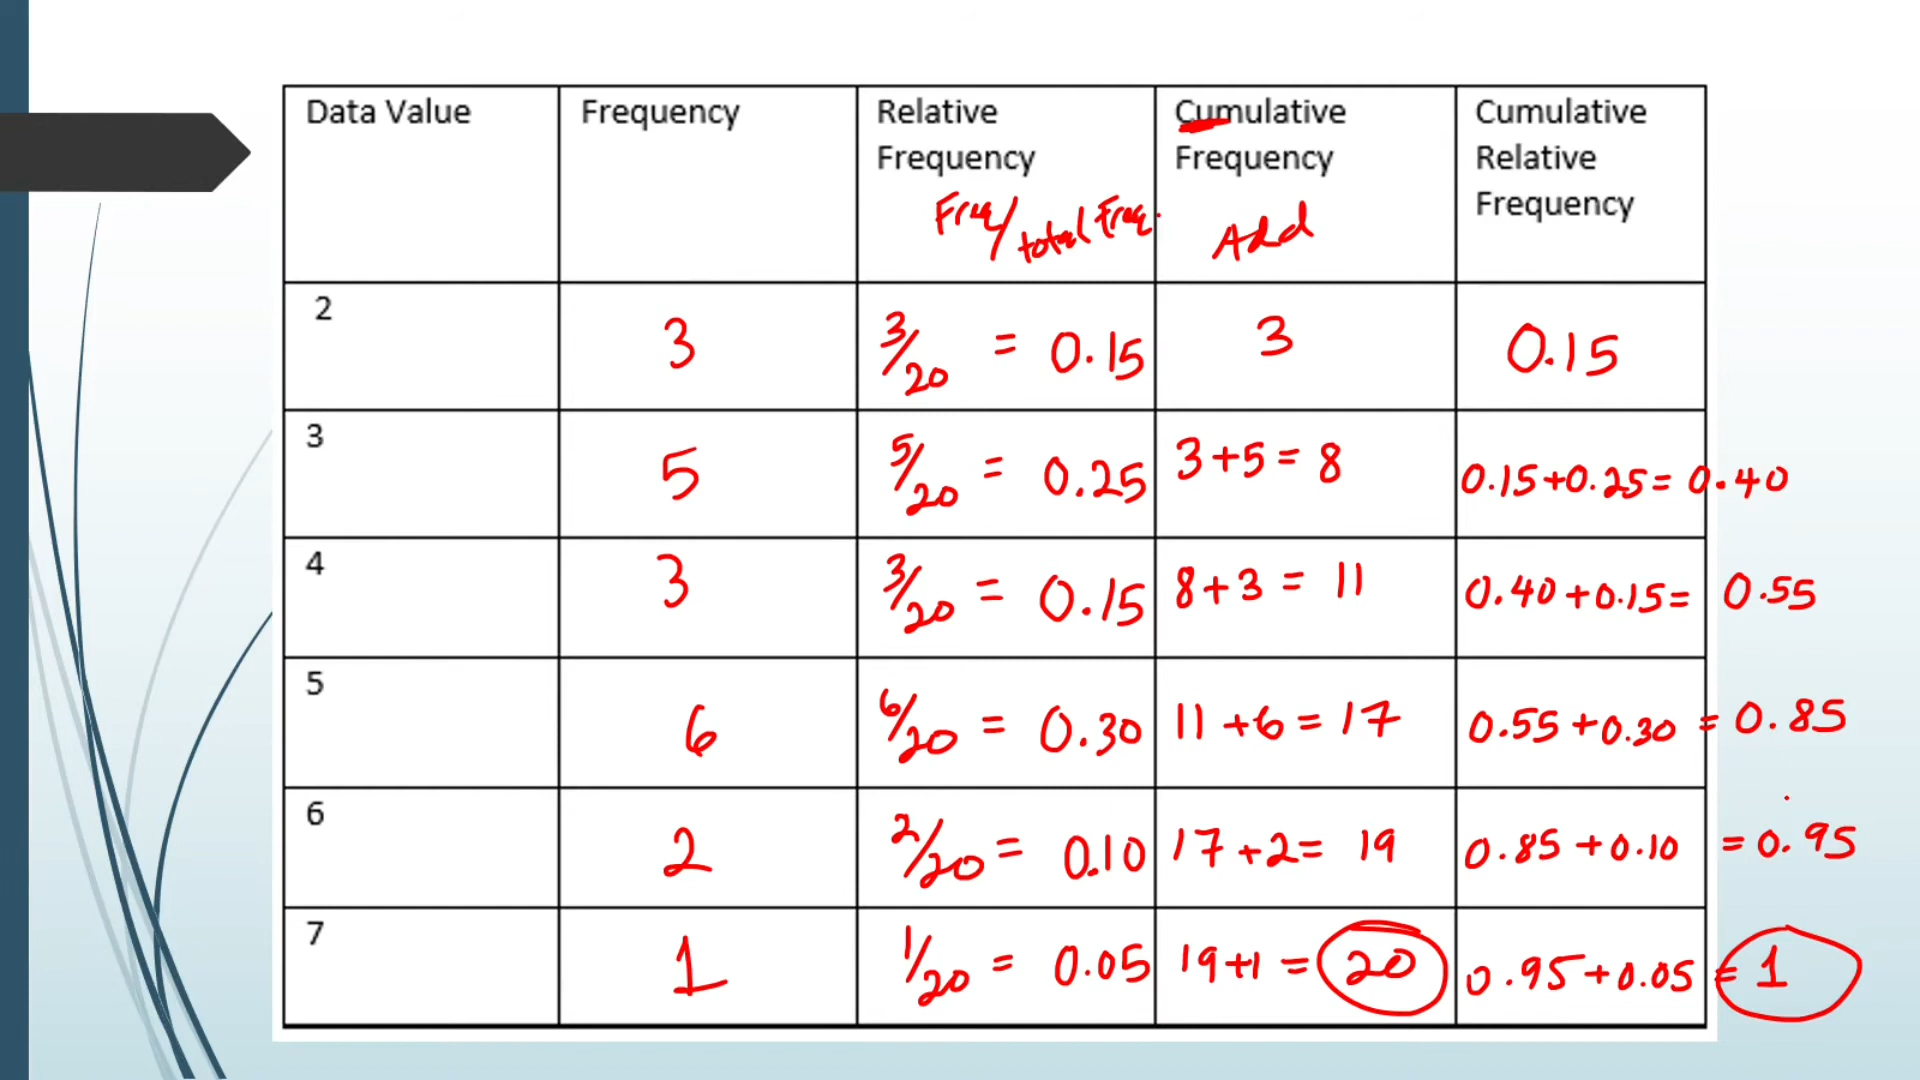 Data Value Frequency Relative Cumulative Cumulative
Frequency Frequency Relative
Frequency
Freq/total Freq. Add
2 3 3/20 = 0.15 3 0.15
3 5 5/20 = 0.25 3+5 = 8 0.15+0.25 = 0.40
4 3 3/20 = 0.15 8+3 = 11 0.40+0.15 = 0.55
5 6 6/20 = 0.30 11+6 = 17 0.55+0.30 = 0.85
6 2 2/20 = 0.10 17+2 = 19 0.85+0.10 = 0.95
7 1 1/20 = 0.05 19+1 = 20 0.95+0.05 = 1